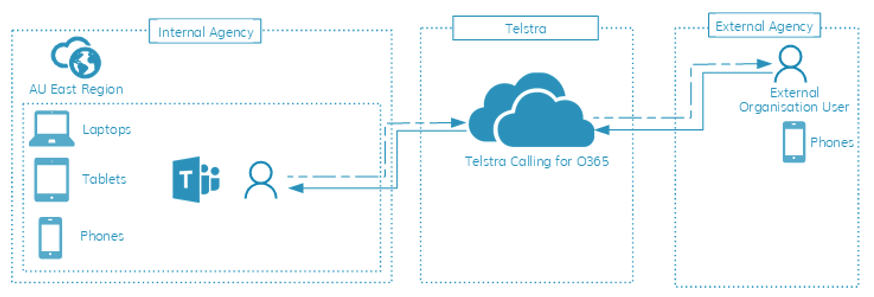 Internal Agency
Telstra
External Agency
AU East Region
Laptops
Tablets
Phones
T
Telstra Calling for O365
External
Organisation User
Phones